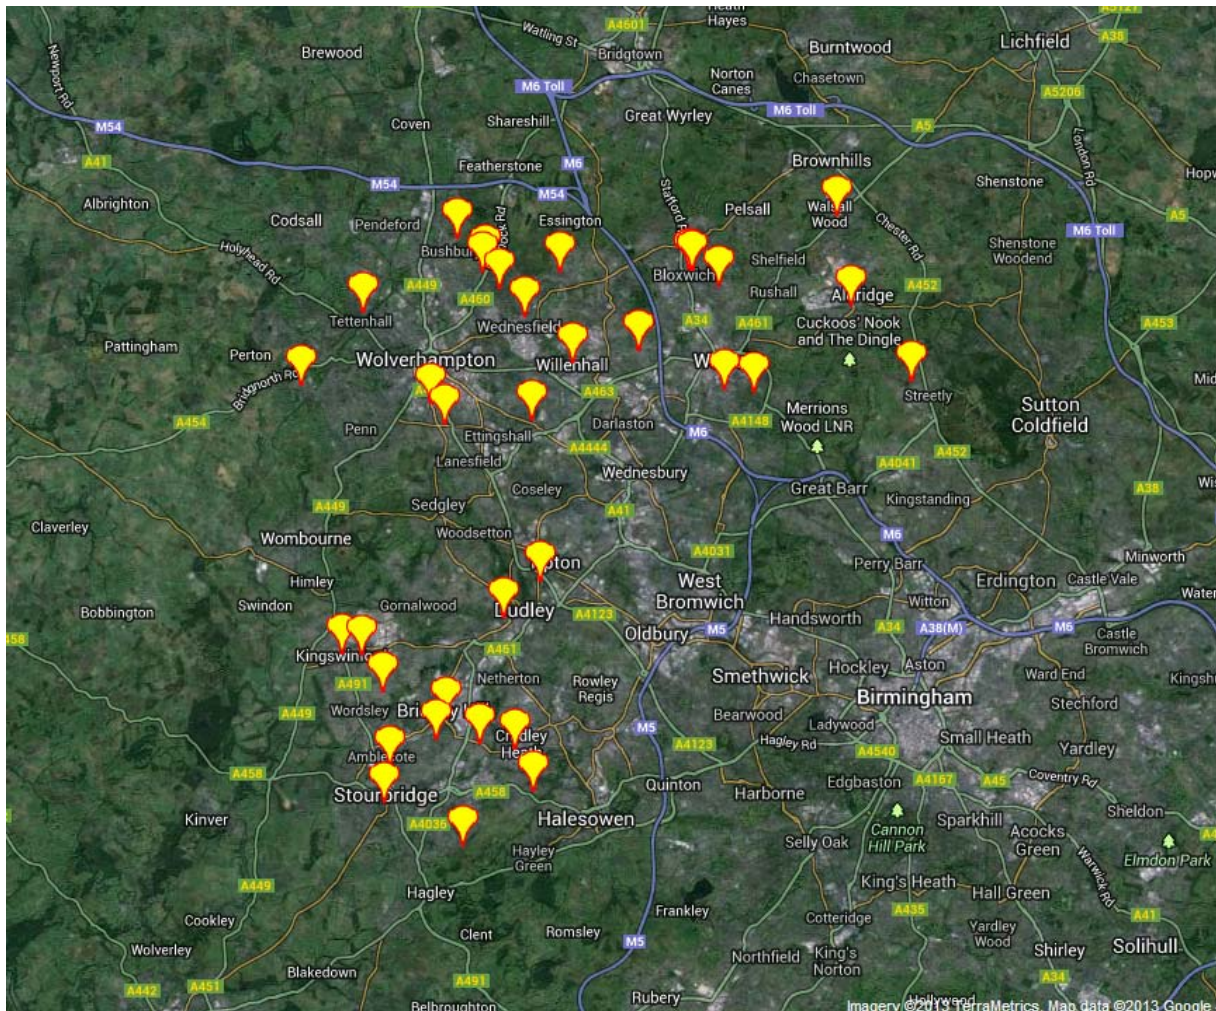 Heath
Hayes
A5127
A4601
Watling St
A38
Brewood
Bridgtown
Burntwood
Lichfield
Newport Rd
Norton
Canes
Chasetown
M6 Toll
A5206
M6 Toll
Great Wyrley
Shareshill
Coven
M54
A5
London Rd
A41
M6
Featherstone
Brownhills
M54
M54
Stafford
Shenstone
Albrighton
Codsall
Pendeford
Essington
Pelsall
Walsall
Wood
Chester Rd
A5
M6 Toll
Holyhead Rd
Bushbury
Bloxwich
Shelfield
Shenstone
Woodend
A449
A460
Rushall
Aldridge
A452
Tettenhall
Wednesfield
A34
A461
Cuckoos' Nook
and The Dingle
A453
Pattingham
Perton
Wolverhampton
Willenhall
Bridgnorth Rd
A463
Streetly
Sutton
Coldfield
A454
Penn
Ettingshall
Darlaston
A4148
Merrions
Wood LNR
M6
A4444
Lanesfield
A452
Wednesbury
A4041
Coseley
Great Barr
Kingstanding
A38
Sedgley
A449
A41
Claverley
Woodsetton
Wombourne
M6
A4031
Minworth
Perry Barr
Himley
West
Bromwich
Erdington
Castle Vale
Bobbington
Swindon
Gornalwood
Dudley
A4123
Handsworth
Witton
A34
A38(M)
M6
Oldbury
M5
Castle
Bromwich
A461
Aston
Hockley
Ward End
A491
Netherton
Rowley
Regis
Smethwick
Birmingham
Stechford
A449
Wordsley
Bearwood
Ladywood
M5
Small Heath
A4123
Hagley Rd
Cradley
Heath
Yardley
Amblecote
A4540
A458
A4167
A45
Coventry Rd
Edgbaston
Quinton
Harborne
Stourbridge
A458
Sheldon
Kinver
A4036
Halesowen
Cannon
Hill Park
Sparkhill
Acocks
Green
Selly Oak
Elmdon Park
Hayley
Green
Warwick Rd
A449
Hagley
King's Heath
Hall Green
A435
Frankley
Cotteridge
A41
Cookley
Clent
Romsley
Yardley
Wood
M5
King's
Norton
Shirley
Solihull
Wolverley
Northfield
Blakedown
A491
A34
A442
A451
Rubery
Hollywood
Belbroughton
Imagery ©2013 TerraMetrics, Map data ©2013 Google